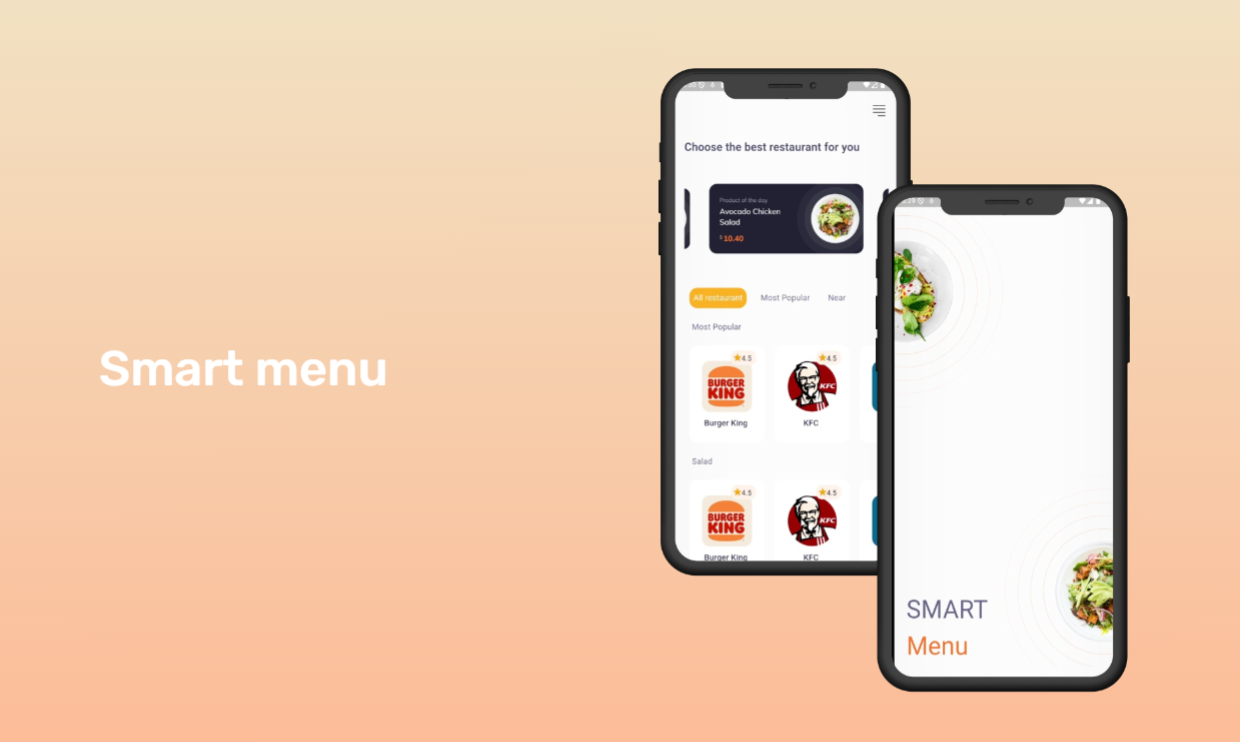 Smart menu
Choose the best restaurant for you
Product of the day
Avocado Chicken
Salad
$10.40
All restaurant
Most Popular
Near
Most Popular
4.5
4.5
BURGER
KING
KFC
Burger King
KFC
Salad
4.5
4.5
BURGER
KING
KFC
Burger King
KFC
SMART
Menu